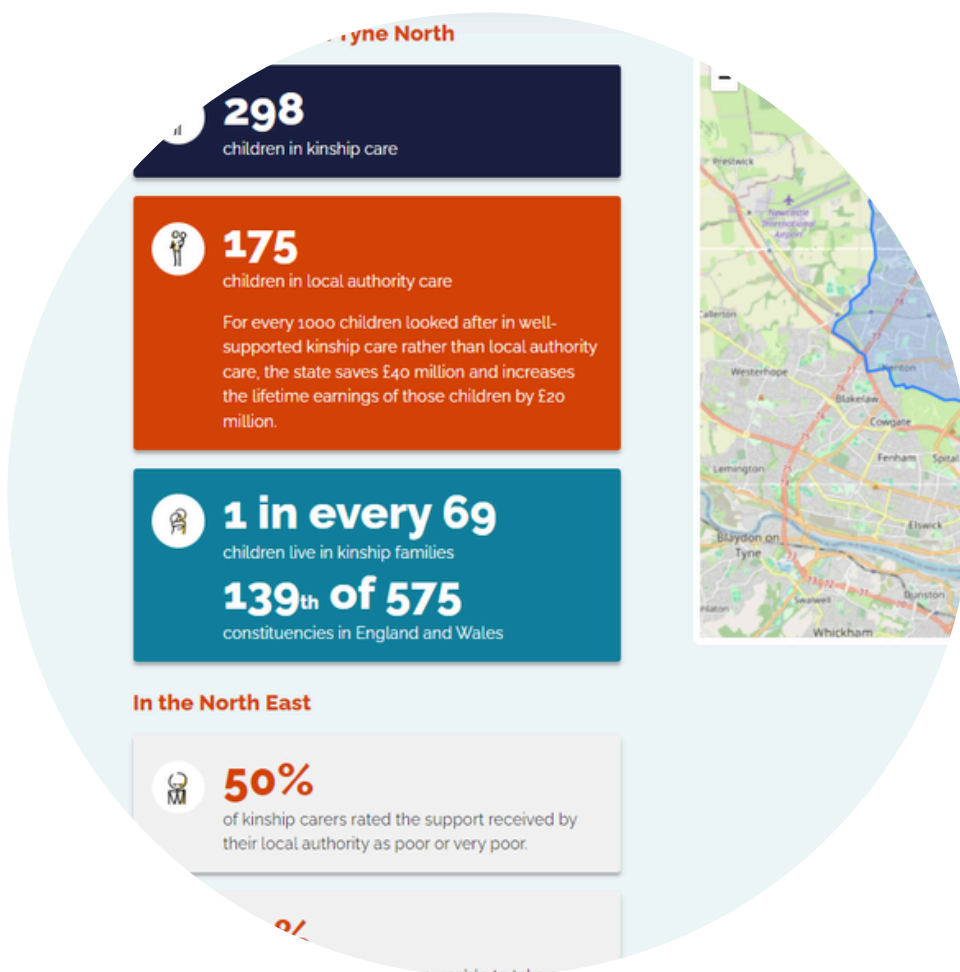 Tyne North
298
children in kinship care
175
children in local authority care
For every 1000 children looked after in well-
supported kinship care rather than local authority
care, the state saves £40 million and increases
the lifetime earnings of those children by £20
million.
1 in every 69
children live in kinship families
139th of 575
constituencies in England and Wales
In the North East
50%
of kinship carers rated the support received by
their local authority as poor or very poor.
%
Prestwick
Newcastle
International
Airport
Callerton
Westerhope
Kenton
Blakelaw
Cowgate
Fenham
Spital
Lemington
Elswick
Blaydon on
Tyne
Swalwell
Dunston
Whickham